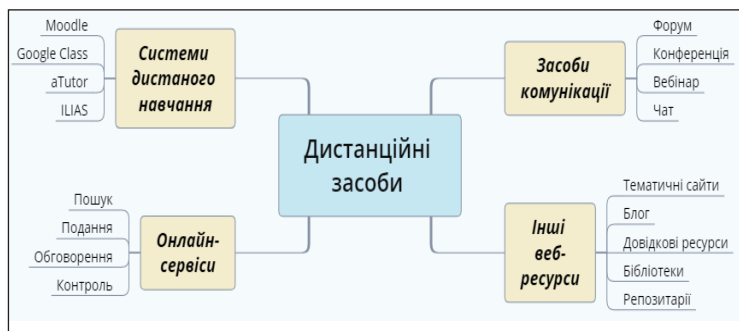 Дистанційні
засоби
Системи
дистаного
навчання
Moodle
Google Class
aTutor
ILIAS
Онлайн-
сервіси
Пошук
Подання
Обговорення
Контроль
Засоби
комунікації
Форум
Конференція
Вебінар
Чат
Інші
веб-
ресурси
Тематичні сайти
Блог
Довідкові ресурси
Бібліотеки
Репозитарії